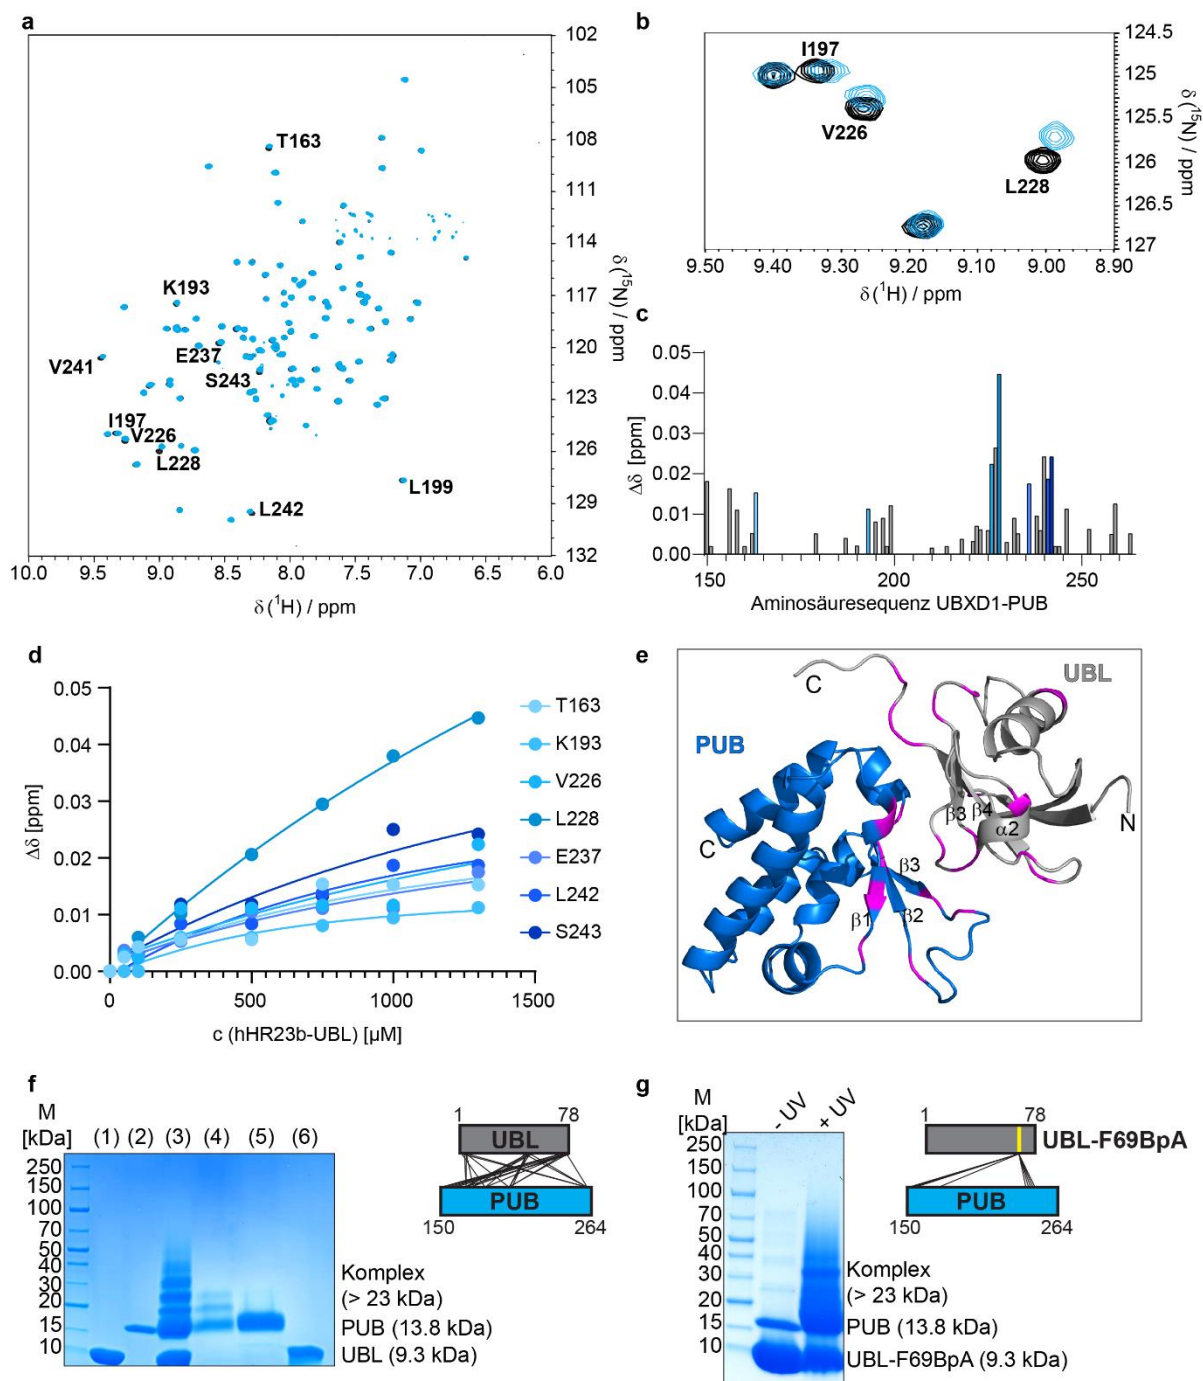 a
102
105
108
111
114
117
120
123
126
129
132
δ (¹⁵N) / ppm
T163
K193
V241
E237
S243
I197
V226
L228
L199
L242
10.0 9.5 9.0 8.5 8.0 7.5 7.0 6.5 6.0
δ (¹H) / ppm
b
124.5
125
125.5
126
126.5
127
δ (¹⁵N) / ppm
I197
V226
L228
9.50 9.40 9.30 9.20 9.10 9.00 8.90
δ (¹H) / ppm
c
Δδ [ppm]
0.05
0.04
0.03
0.02
0.01
0.00
150 200 250
Aminosäuresequenz UBXD1-PUB
d
Δδ [ppm]
0.05
0.04
0.03
0.02
0.01
0.00
0 500 1000 1500
c (hHR23b-UBL) [µM]
T163
K193
V226
L228
E237
L242
S243
e
C
UBL
PUB
β3 β4
α2
N
C
β3
β1
β2
f
M
[kDa]
(1) (2) (3) (4) (5) (6)
250
150
100
70
50
40
30
20
15
10
Komplex
(> 23 kDa)
PUB (13.8 kDa)
UBL (9.3 kDa)
1 78
UBL
PUB
150 264
g
M
[kDa]
- UV
+ UV
250
150
100
70
50
40
30
20
15
10
Komplex
(> 23 kDa)
PUB (13.8 kDa)
UBL-F69BpA (9.3 kDa)
1 78
UBL-F69BpA
PUB
150 264